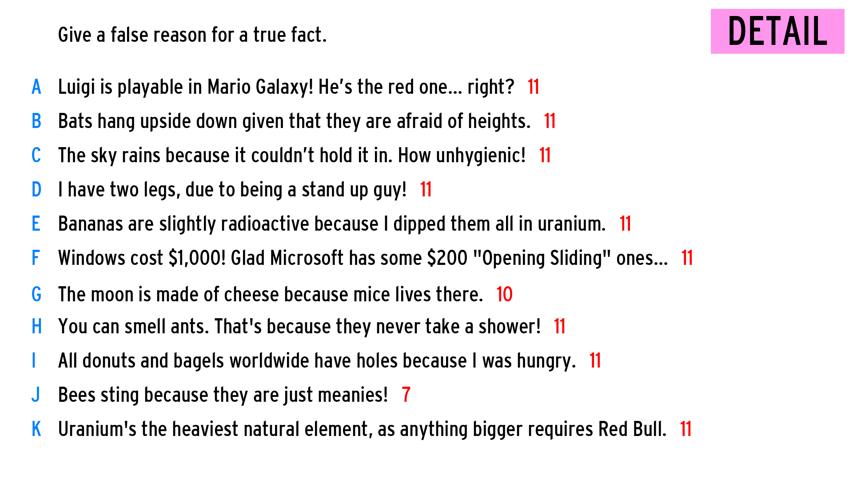 Give a false reason for a true fact.
DETAIL
A Luigi is playable in Mario Galaxy! He's the red one... right? 11
B Bats hang upside down given that they are afraid of heights. 11
C The sky rains because it couldn't hold it in. How unhygienic! 11
D I have two legs, due to being a stand up guy! 11
E Bananas are slightly radioactive because I dipped them all in uranium. 11
F Windows cost $1,000! Glad Microsoft has some $200 "Opening Sliding" ones... 11
G The moon is made of cheese because mice lives there. 10
H You can smell ants. That's because they never take a shower! 11
I All donuts and bagels worldwide have holes because I was hungry. 11
J Bees sting because they are just meanies! 7
K Uranium's the heaviest natural element, as anything bigger requires Red Bull. 11